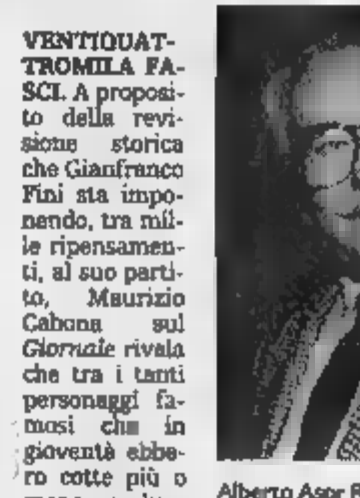 VENTIQUAT-
TROMILA FA-
SCI. A proposi-
to della revi-
sione storica
che Gianfranco
Fini sta impo-
nendo, tra mil-
le ripensamen-
ti, al suo parti-
to, Maurizio
Cabona sul
Giornale rivela
che tra i tanti
personaggi fa-
mosi che in
gioventù ebbe-
ro cotte più o
Alberto Asor